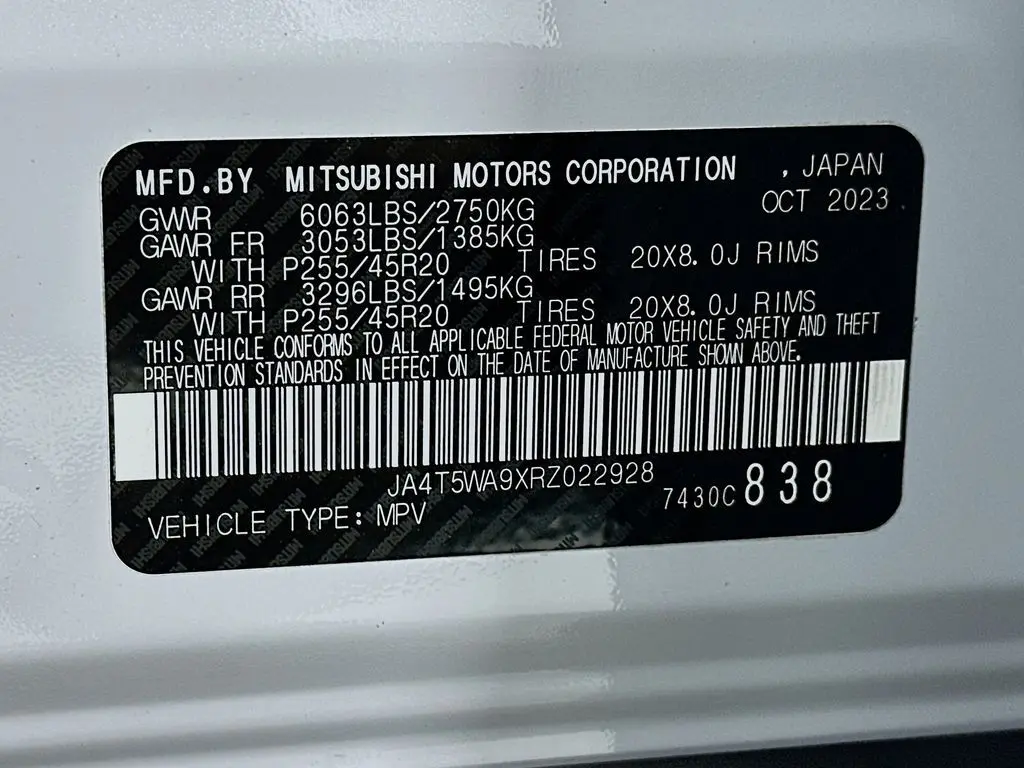 MFD.BY MITSUBISHI MOTORS CORPORATION , JAPAN
OCT 2023
GWWR 6063LBS/2750KG
GAWR FR 3053LBS/1385KG
WITH P255/45R20 TIRES 20X8.0J RIMS
GAWR RR 3296LBS/1495KG
WITH P255/45R20 TIRES 20X8.0J RIMS
THIS VEHICLE CONFORMS TO ALL APPLICABLE FEDERAL MOTOR VEHICLE SAFETY AND THEFT
PREVENTION STANDARDS IN EFFECT ON THE DATE OF MANUFACTURE SHOWN ABOVE.
JA4T5WA9XRZ022928
7430C 838
VEHICLE TYPE: MPV